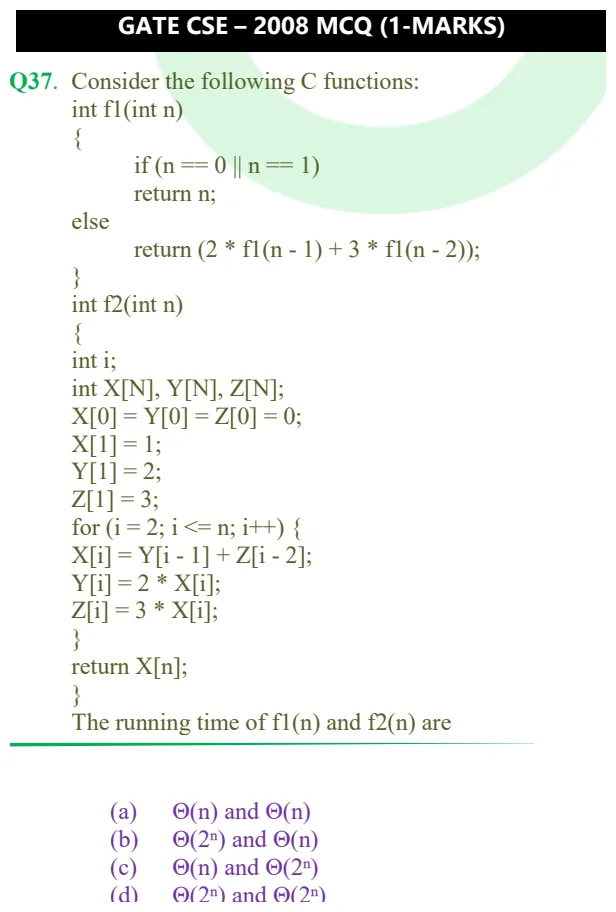 GATE CSE – 2008 MCQ (1-MARKS)
Q37. Consider the following C functions:
int f1(int n)
{
if (n == 0 || n == 1)
return n;
else
return (2 * f1(n - 1) + 3 * f1(n - 2));
}
int f2(int n)
{
int i;
int X[N], Y[N], Z[N];
X[0] = Y[0] = Z[0] = 0;
X[1] = 1;
Y[1] = 2;
Z[1] = 3;
for (i = 2; i <= n; i++) {
X[i] = Y[i - 1] + Z[i - 2];
Y[i] = 2 * X[i];
Z[i] = 3 * X[i];
}
return X[n];
}
The running time of f1(n) and f2(n) are
(a) Θ(n) and Θ(n)
(b) Θ(2ⁿ) and Θ(n)
(c) Θ(n) and Θ(2ⁿ)
(d) Θ(2ⁿ) and Θ(2ⁿ)